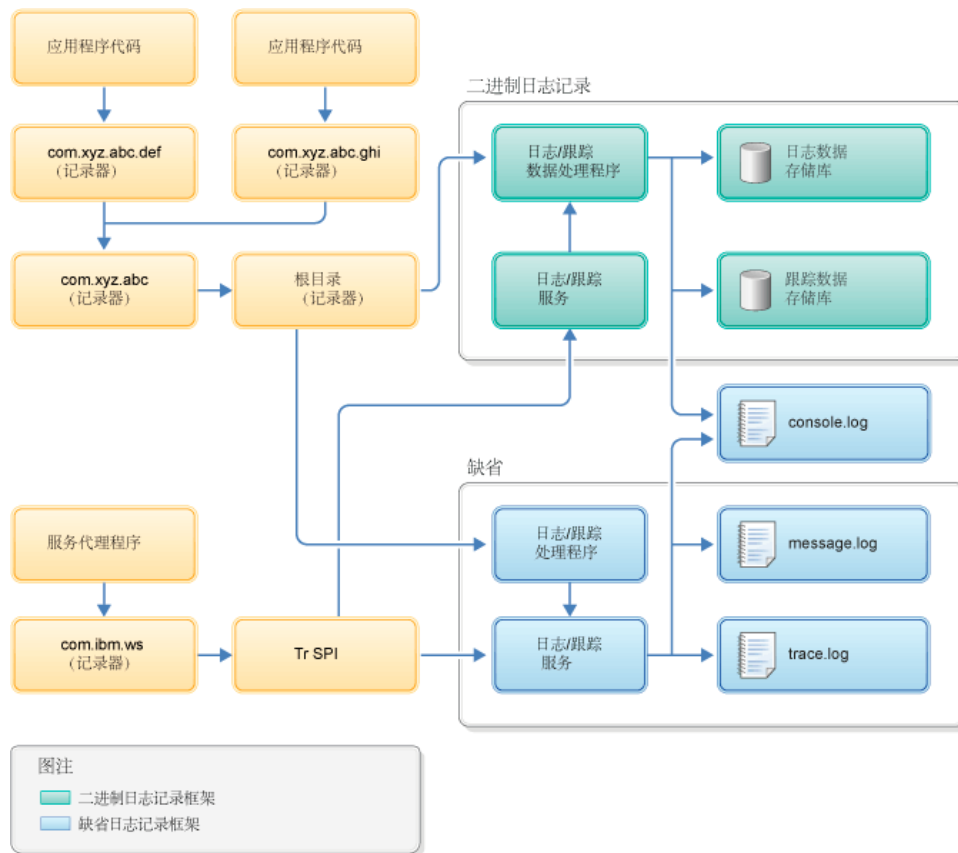 应用程序代码
应用程序代码
二进制日志记录
com.xyz.abc.def
（记录器）
com.xyz.abc.ghi
（记录器）
日志/跟踪
数据处理程序
日志数据
存储库
com.xyz.abc
（记录器）
根目录
（记录器）
日志/跟踪
服务
跟踪数据
存储库
console.log
缺省
服务代理程序
日志/跟踪
处理程序
message.log
com.ibm.ws
（记录器）
Tr SPI
日志/跟踪
服务
trace.log
图注
二进制日志记录框架
缺省日志记录框架